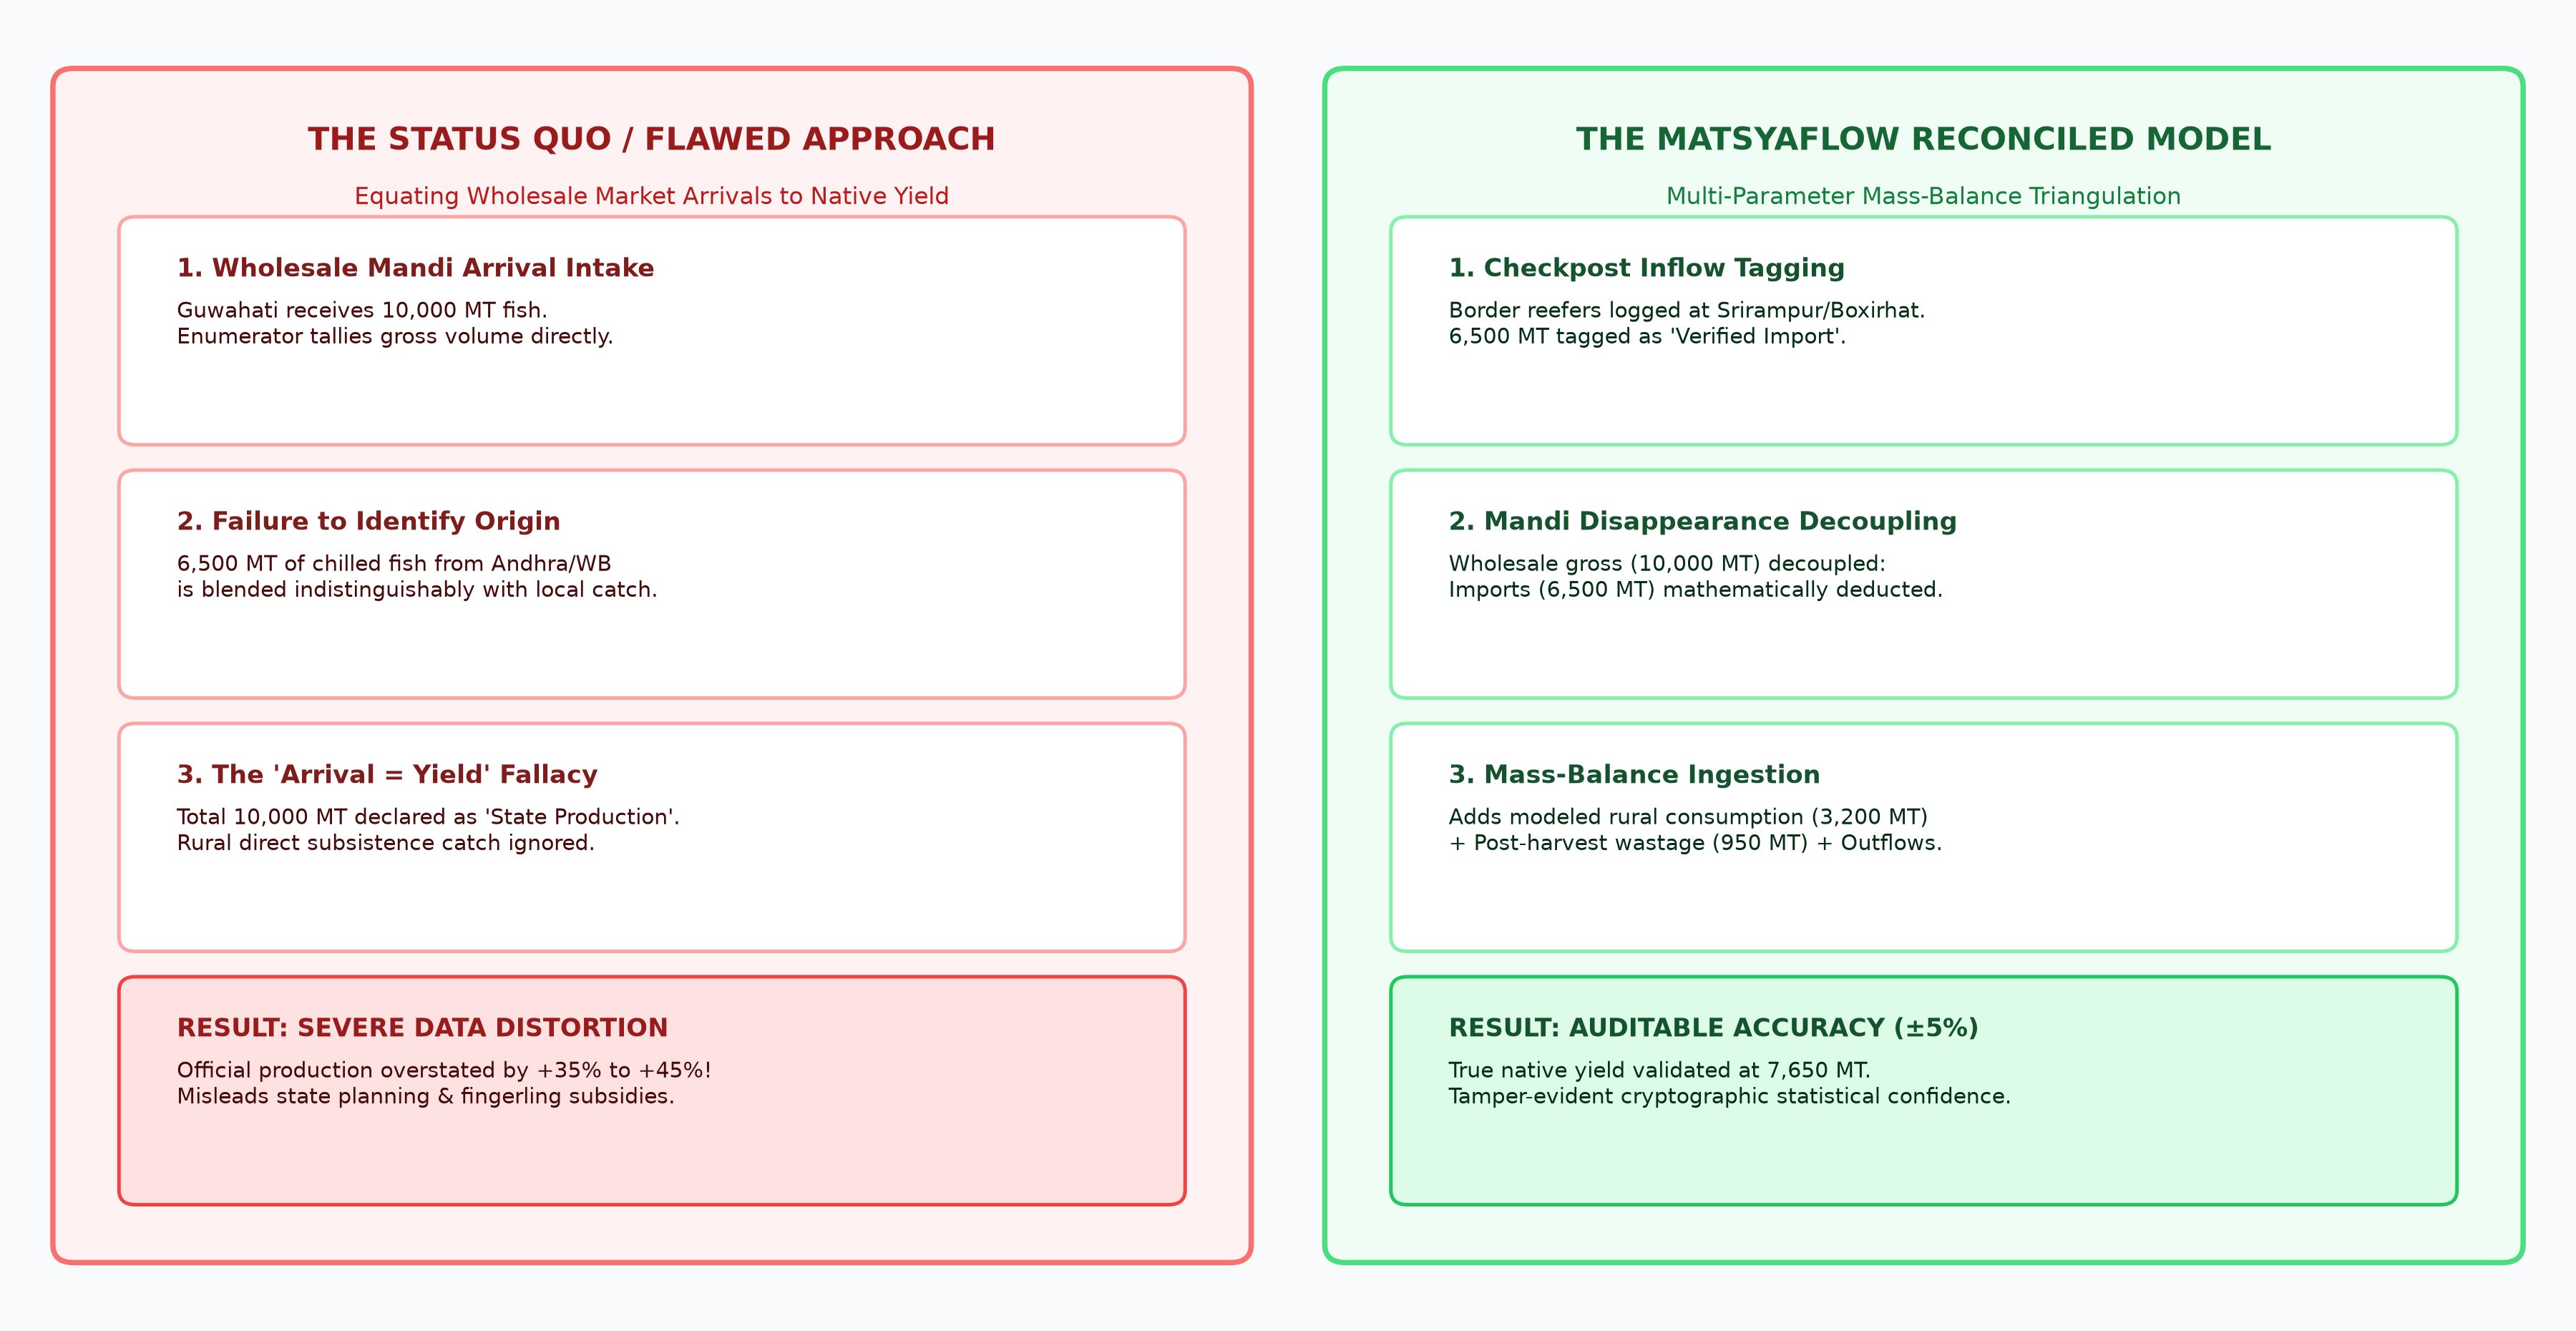 THE STATUS QUO / FLAWED APPROACH
Equating Wholesale Market Arrivals to Native Yield
1. Wholesale Mandi Arrival Intake
Guwahati receives 10,000 MT fish.
Enumerator tallies gross volume directly.
2. Failure to Identify Origin
6,500 MT of chilled fish from Andhra/WB
is blended indistinguishably with local catch.
3. The 'Arrival = Yield' Fallacy
Total 10,000 MT declared as 'State Production'.
Rural direct subsistence catch ignored.
RESULT: SEVERE DATA DISTORTION
Official production overstated by +35% to +45%!
Misleads state planning & fingerling subsidies.
THE MATSYAFLOW RECONCILED MODEL
Multi-Parameter Mass-Balance Triangulation
1. Checkpost Inflow Tagging
Border reefers logged at Srirampur/Boxirhat.
6,500 MT tagged as 'Verified Import'.
2. Mandi Disappearance Decoupling
Wholesale gross (10,000 MT) decoupled:
Imports (6,500 MT) mathematically deducted.
3. Mass-Balance Ingestion
Adds modeled rural consumption (3,200 MT)
+ Post-harvest wastage (950 MT) + Outflows.
RESULT: AUDITABLE ACCURACY (±5%)
True native yield validated at 7,650 MT.
Tamper-evident cryptographic statistical confidence.